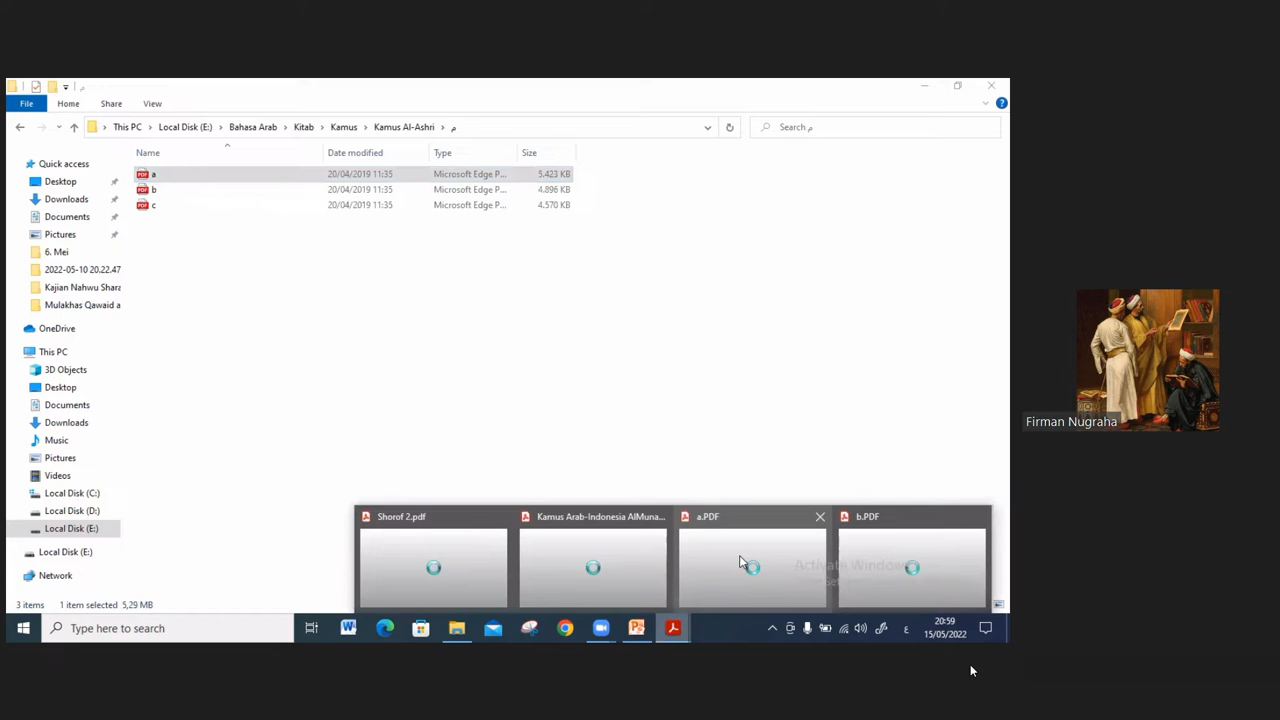 م
File Home Share View
This PC Local Disk (E:) Bahasa Arab Kitab Kamus Kamus Al-Ashri م
Search م
Name Date modified Type Size
a 20/04/2019 11:35 Microsoft Edge P... 5.423 KB
b 20/04/2019 11:35 Microsoft Edge P... 4.896 KB
c 20/04/2019 11:35 Microsoft Edge P... 4.570 KB
Quick access
Desktop
Downloads
Documents
Pictures
6. Mei
2022-05-10 20.22.47
Kajian Nahwu Shara
Mulakhas Qawaid a
OneDrive
This PC
3D Objects
Desktop
Documents
Downloads
Music
Pictures
Videos
Local Disk (C:)
Local Disk (D:)
Local Disk (E:)
Local Disk (E:)
Network
3 items 1 item selected 5,29 MB
Shorof 2.pdf
Kamus Arab-Indonesia AlMuna...
a.PDF
b.PDF
Activate Windows
Type here to search
ع
20:59
15/05/2022
Firman Nugraha